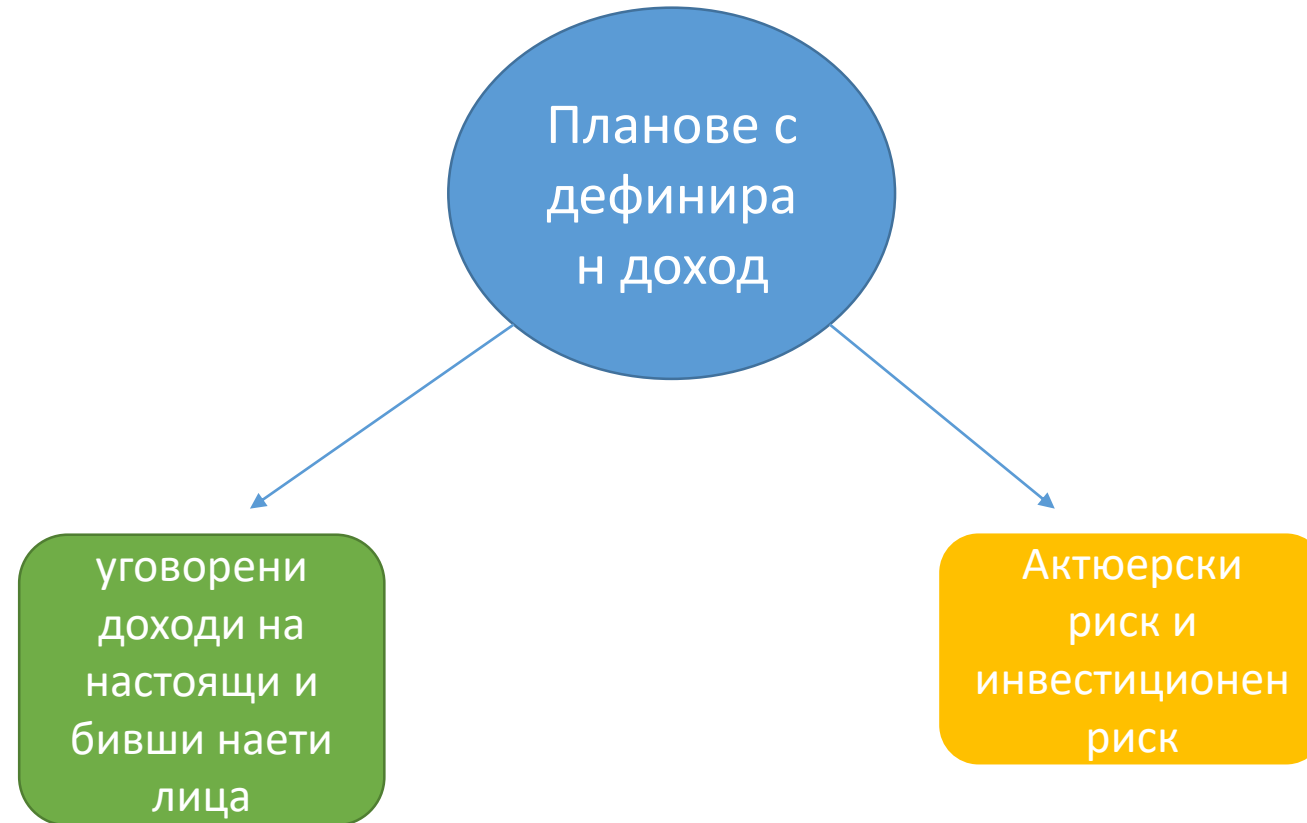 Планове с
дефинира
н доход
уговорени
доходи на
настоящи и
бивши наети
лица
Актюерски
риск и
инвестиционен
риск